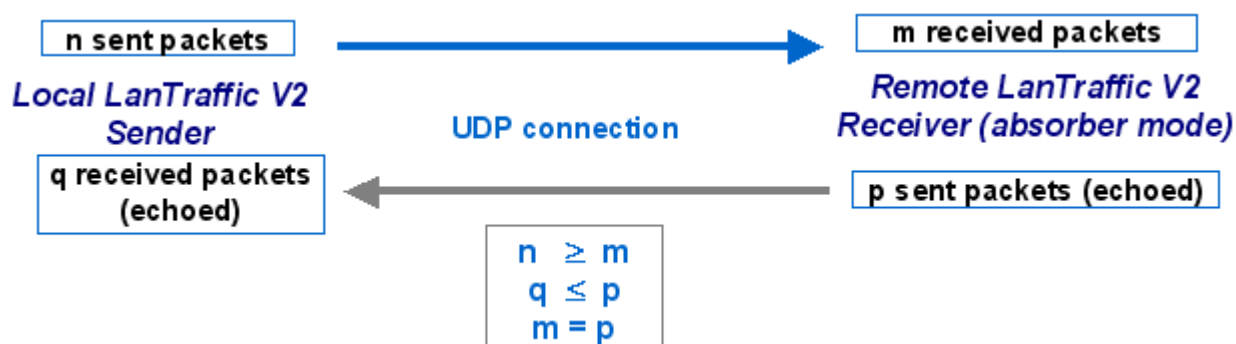 n sent packets
m received packets
Local LanTraffic V2
Sender
Remote LanTraffic V2
Receiver (absorber mode)
UDP connection
q received packets
(echoed)
p sent packets (echoed)
n ≥ m
q ≤ p
m = p